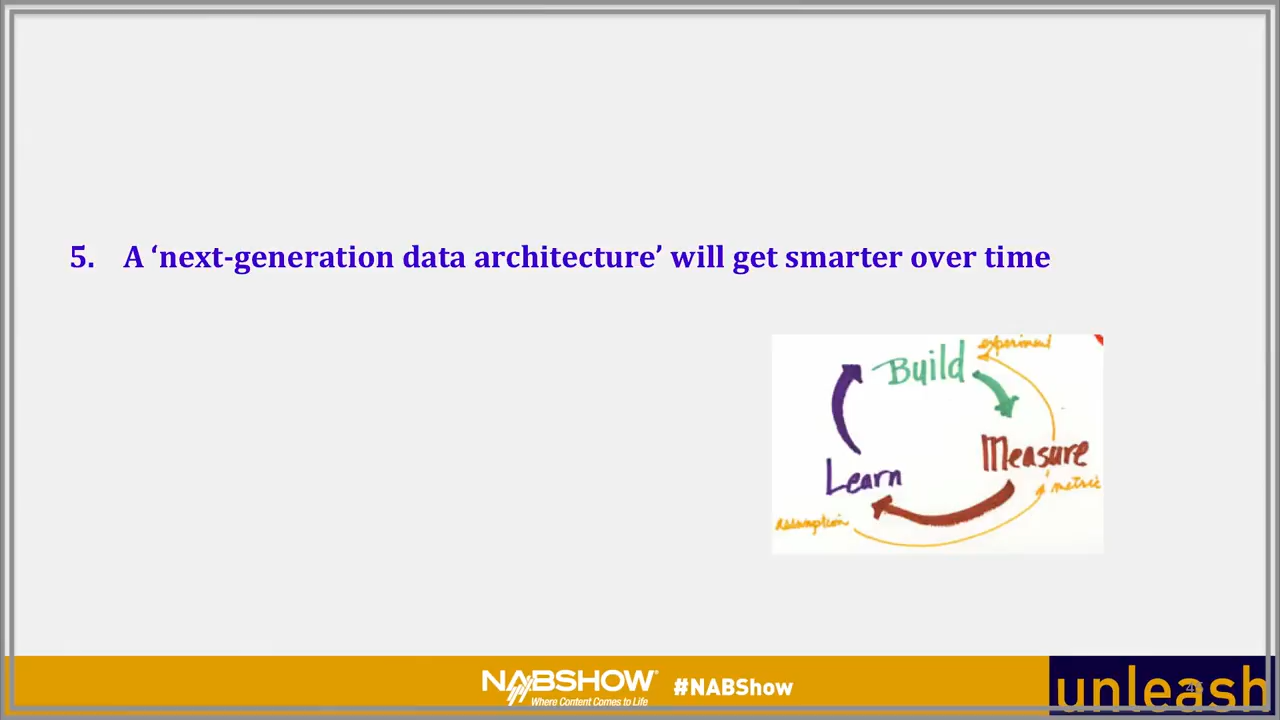 5. A ‘next-generation data architecture’ will get smarter over time
experiment
Build
Measure
Learn
metric
assumption
NABSHOW®
Where Content Comes to Life
#NABShow
unleash